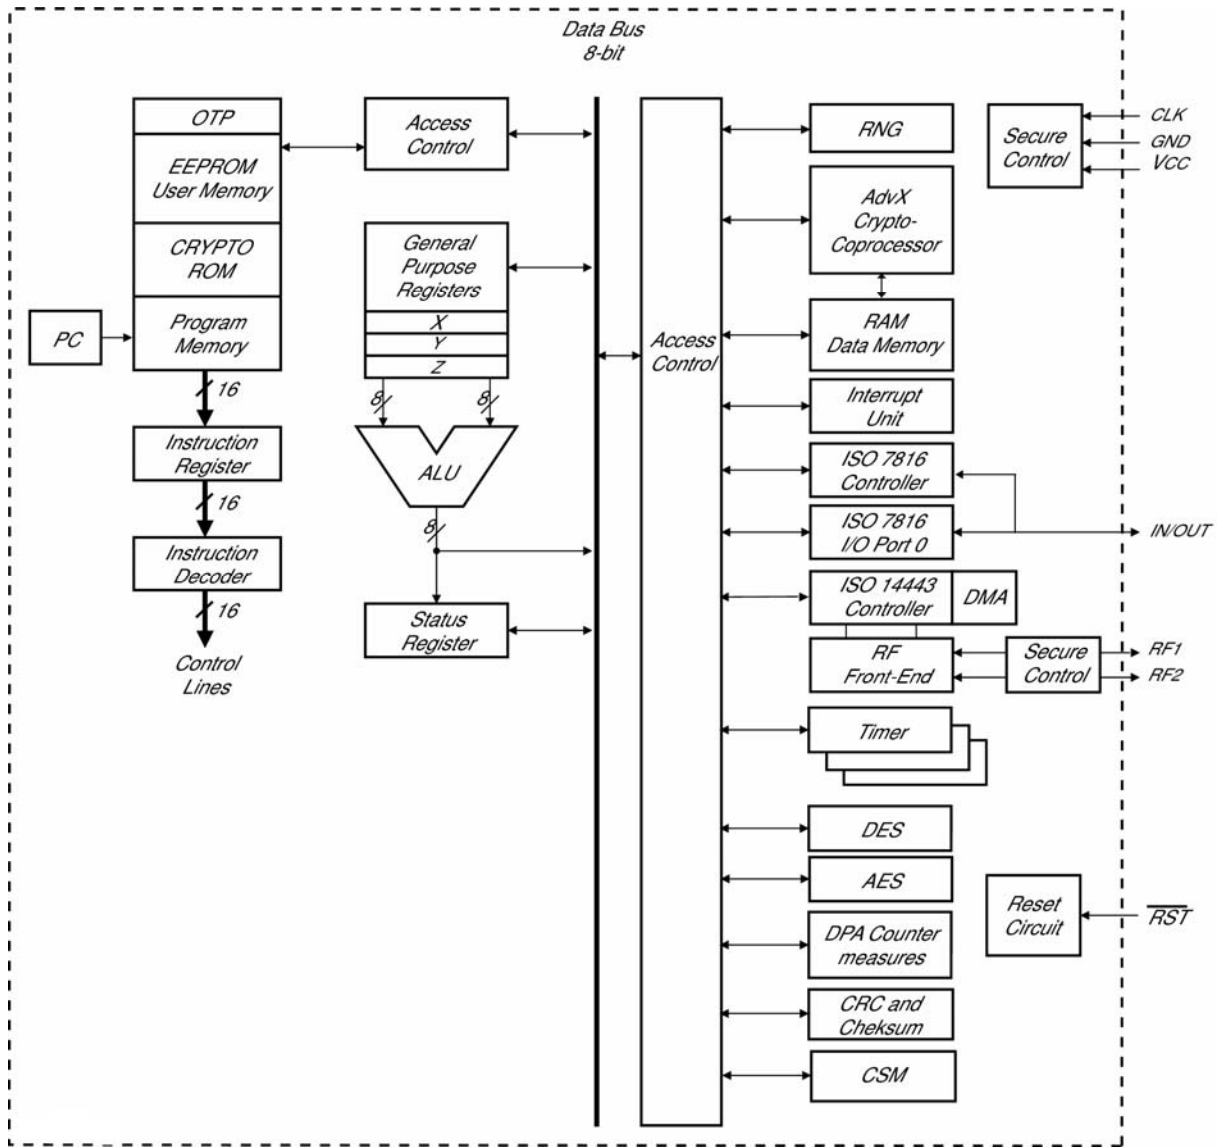 Data Bus
8-bit
OTP
EEPROM
User Memory
CRYPTO
ROM
Program
Memory
PC
16
Instruction
Register
16
Instruction
Decoder
16
Control
Lines
Access
Control
General
Purpose
Registers
X
Y
Z
8
8
ALU
8
Status
Register
Access
Control
RNG
AdvX
Crypto-
Coprocessor
RAM
Data Memory
Interrupt
Unit
ISO 7816
Controller
ISO 7816
I/O Port 0
ISO 14443
Controller
DMA
RF
Front-End
Secure
Control
Timer
DES
AES
DPA Counter
measures
CRC and
Cheksum
CSM
Secure
Control
CLK
GND
VCC
IN/OUT
RF1
RF2
Reset
Circuit
RST